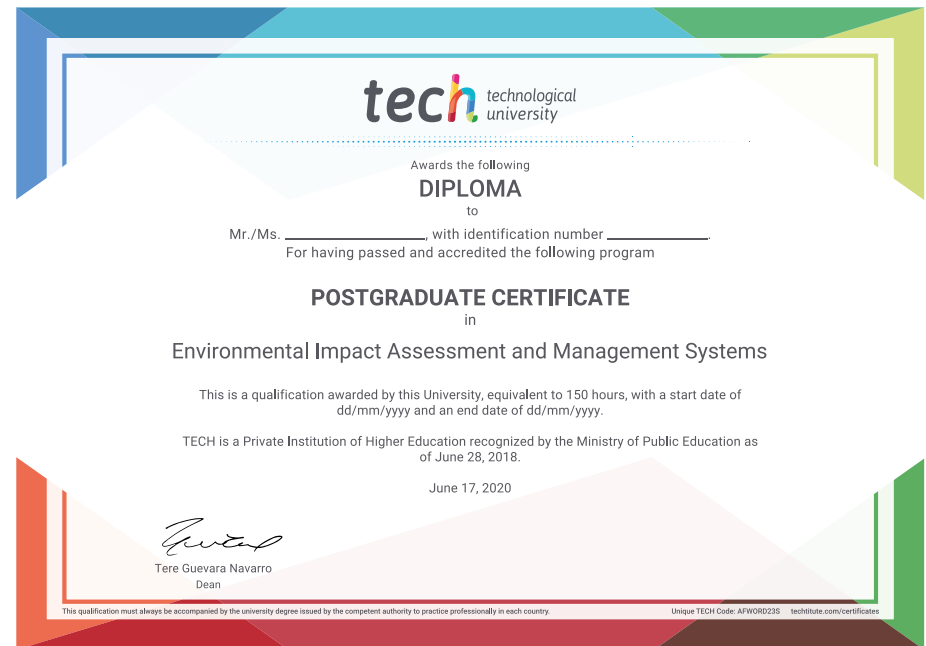 tech technological
university
Awards the following
DIPLOMA
to
Mr./Ms. ____________________, with identification number ______________.
For having passed and accredited the following program
POSTGRADUATE CERTIFICATE
in
Environmental Impact Assessment and Management Systems
This is a qualification awarded by this University, equivalent to 150 hours, with a start date of
dd/mm/yyyy and an end date of dd/mm/yyyy.
TECH is a Private Institution of Higher Education recognized by the Ministry of Public Education as
of June 28, 2018.
June 17, 2020
Tere Guevara Navarro
Dean
This qualification must always be accompanied by the university degree issued by the competent authority to practice professionally in each country.
Unique TECH Code: AFWORD23S techtitute.com/certificates